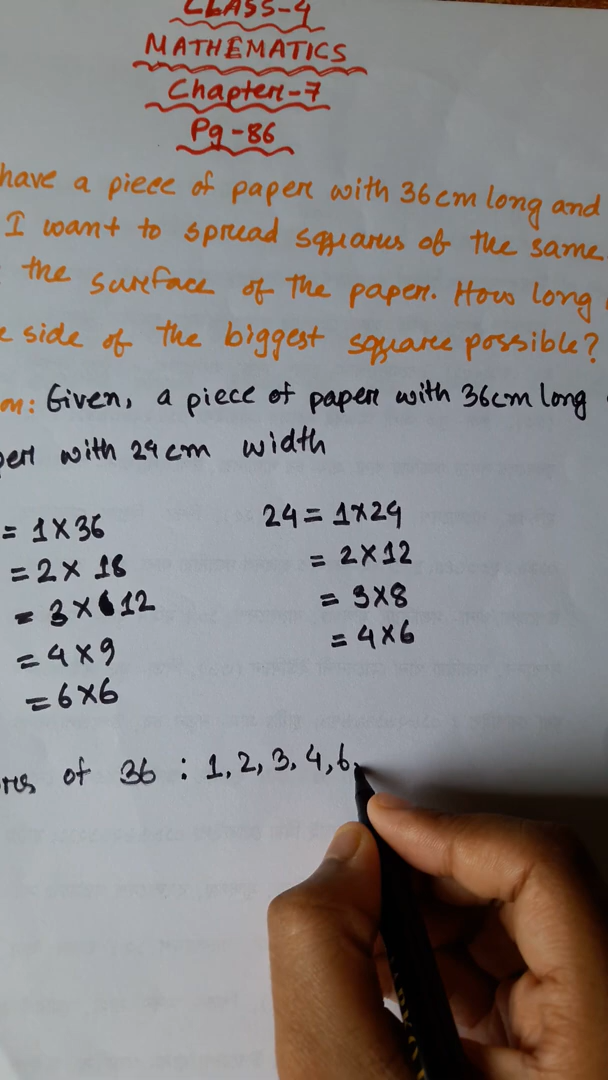 CLASS-4
MATHEMATICS
Chapter-7
Pg-86
have a piece of paper with 36cm long and
I want to spread squares of the same
the surface of the paper. How long
side of the biggest square possible?
Given, a piece of paper with 36cm long
with 24cm width
= 1×36
= 2× 18
= 3× 12
= 4×9
= 6×6
24 = 1×24
= 2×12
= 3×8
= 4×6
of 36 : 1, 2, 3, 4, 6,